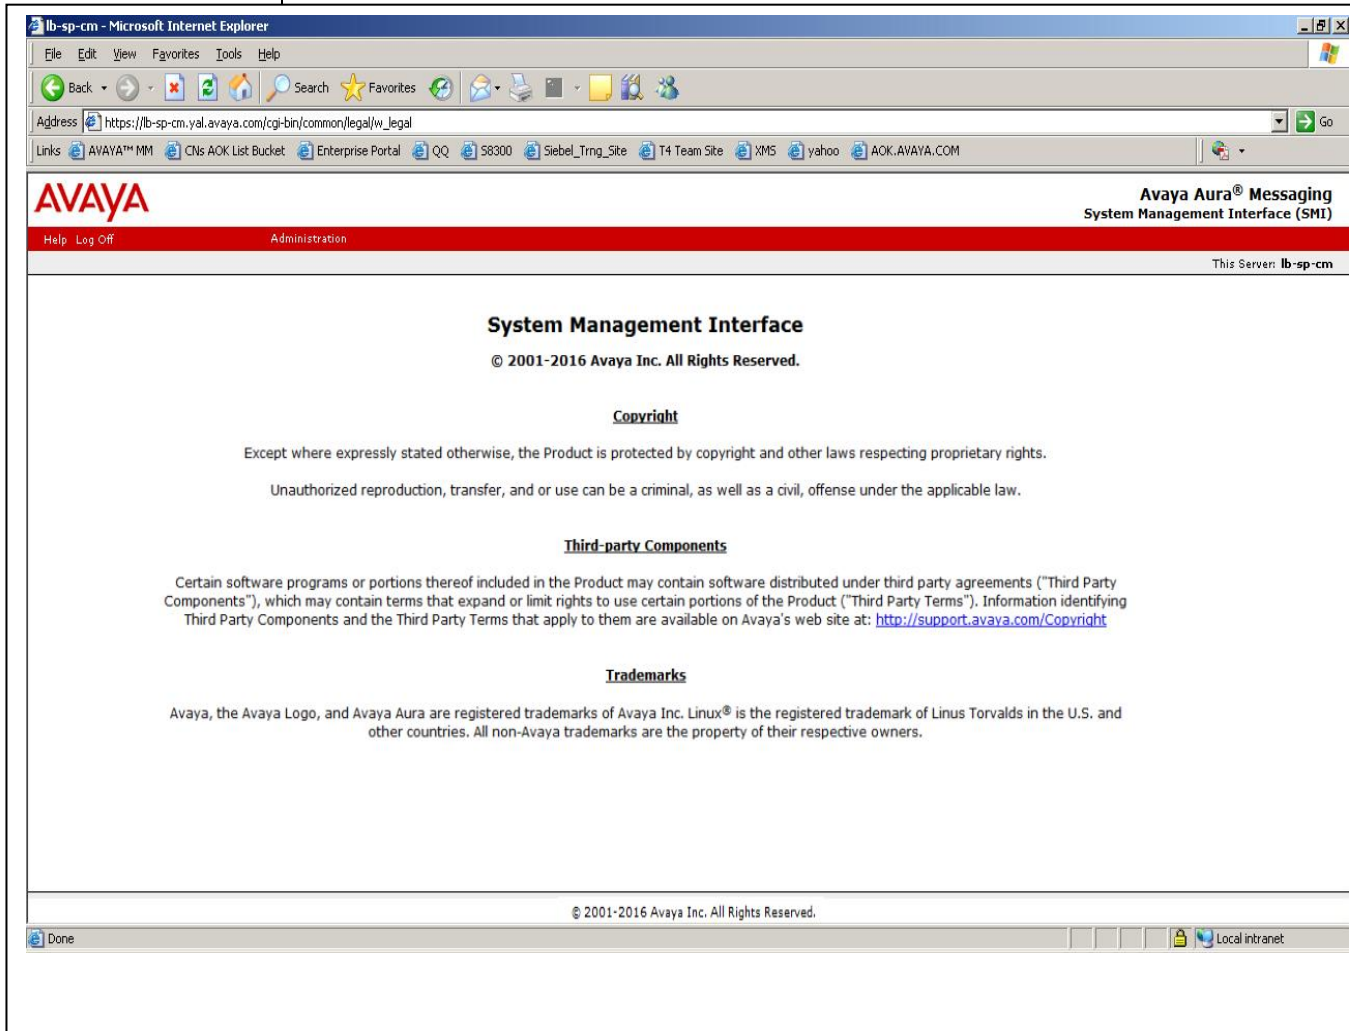 lb-sp-cm - Microsoft Internet Explorer
File Edit View Favorites Tools Help
Back Search Favorites
Address https://lb-sp-cm.yal.avaya.com/cgi-bin/common/legal/w_legal Go
Links AVAYA™ MM CNs AOK List Bucket Enterprise Portal QQ S8300 Siebel_Trng_Site T4 Team Site XMS yahoo AOK.AVAYA.COM
AVAYA
Avaya Aura® Messaging
System Management Interface (SMI)
Help Log Off Administration
This Server: lb-sp-cm
System Management Interface
© 2001-2016 Avaya Inc. All Rights Reserved.
Copyright
Except where expressly stated otherwise, the Product is protected by copyright and other laws respecting proprietary rights.
Unauthorized reproduction, transfer, and or use can be a criminal, as well as a civil, offense under the applicable law.
Third-party Components
Certain software programs or portions thereof included in the Product may contain software distributed under third party agreements ("Third Party
Components"), which may contain terms that expand or limit rights to use certain portions of the Product ("Third Party Terms"). Information identifying
Third Party Components and the Third Party Terms that apply to them are available on Avaya's web site at: http://support.avaya.com/Copyright
Trademarks
Avaya, the Avaya Logo, and Avaya Aura are registered trademarks of Avaya Inc. Linux® is the registered trademark of Linus Torvalds in the U.S. and
other countries. All non-Avaya trademarks are the property of their respective owners.
© 2001-2016 Avaya Inc. All Rights Reserved.
Done Local intranet